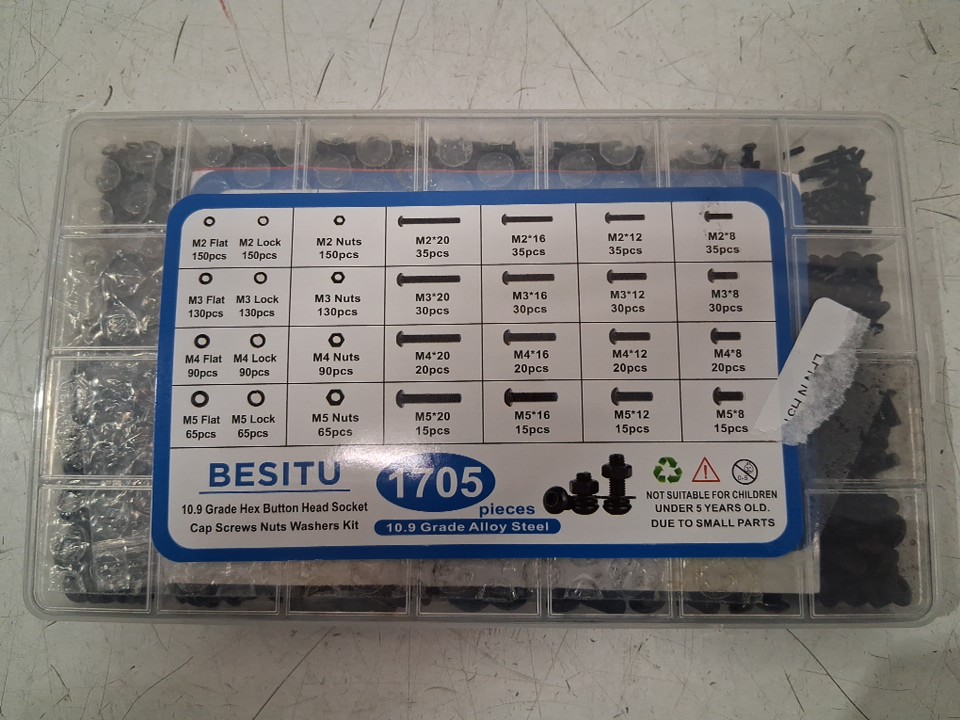 M2 Flat M2 Lock M2 Nuts M2*20 M2*16 M2*12 M2*8
150pcs 150pcs 150pcs 35pcs 35pcs 35pcs 35pcs
M3 Flat M3 Lock M3 Nuts M3*20 M3*16 M3*12 M3*8
130pcs 130pcs 130pcs 30pcs 30pcs 30pcs 30pcs
M4 Flat M4 Lock M4 Nuts M4*20 M4*16 M4*12 M4*8
90pcs 90pcs 90pcs 20pcs 20pcs 20pcs 20pcs
M5 Flat M5 Lock M5 Nuts M5*20 M5*16 M5*12 M5*8
65pcs 65pcs 65pcs 15pcs 15pcs 15pcs 15pcs
BESITU
10.9 Grade Hex Button Head Socket
Cap Screws Nuts Washers Kit
1705
pieces
10.9 Grade Alloy Steel
0-3
NOT SUITABLE FOR CHILDREN
UNDER 5 YEARS OLD.
DUE TO SMALL PARTS